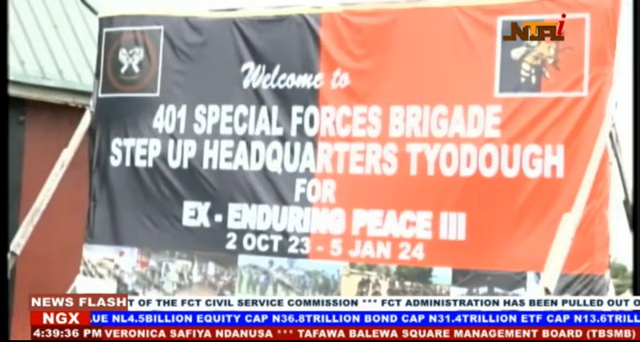 NTAi
Welcome to
401 SPECIAL FORCES BRIGADE
STEP UP HEADQUARTERS TYODOUGH
FOR
EX - ENDURING PEACE III
2 OCT 23 - 5 JAN 24
NEWS FLASH T OF THE FCT CIVIL SERVICE COMMISSION *** FCT ADMINISTRATION HAS BEEN PULLED OUT O
NGX .UE NL4.5BILLION EQUITY CAP N36.8TRILLION BOND CAP N31.4TRILLION ETF CAP N13.6TRILL
4:39:36 PM VERONICA SAFIYA NDANUSA *** TAFAWA BALEWA SQUARE MANAGEMENT BOARD (TBSMB)